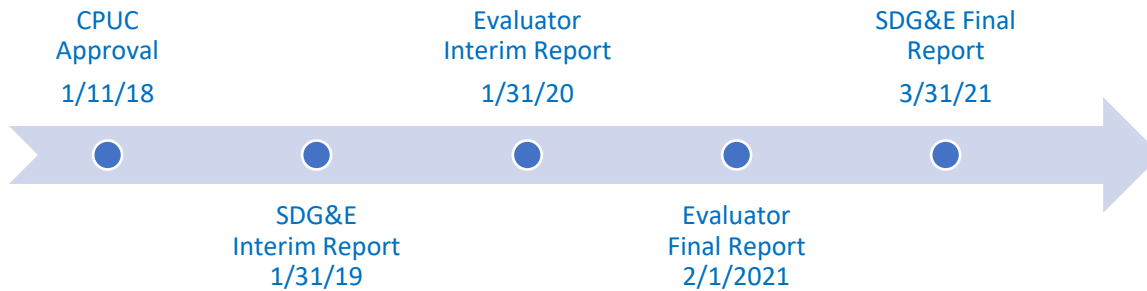 CPUC
Approval
1/11/18
SDG&E
Interim Report
1/31/19
Evaluator
Interim Report
1/31/20
Evaluator
Final Report
2/1/2021
SDG&E Final
Report
3/31/21